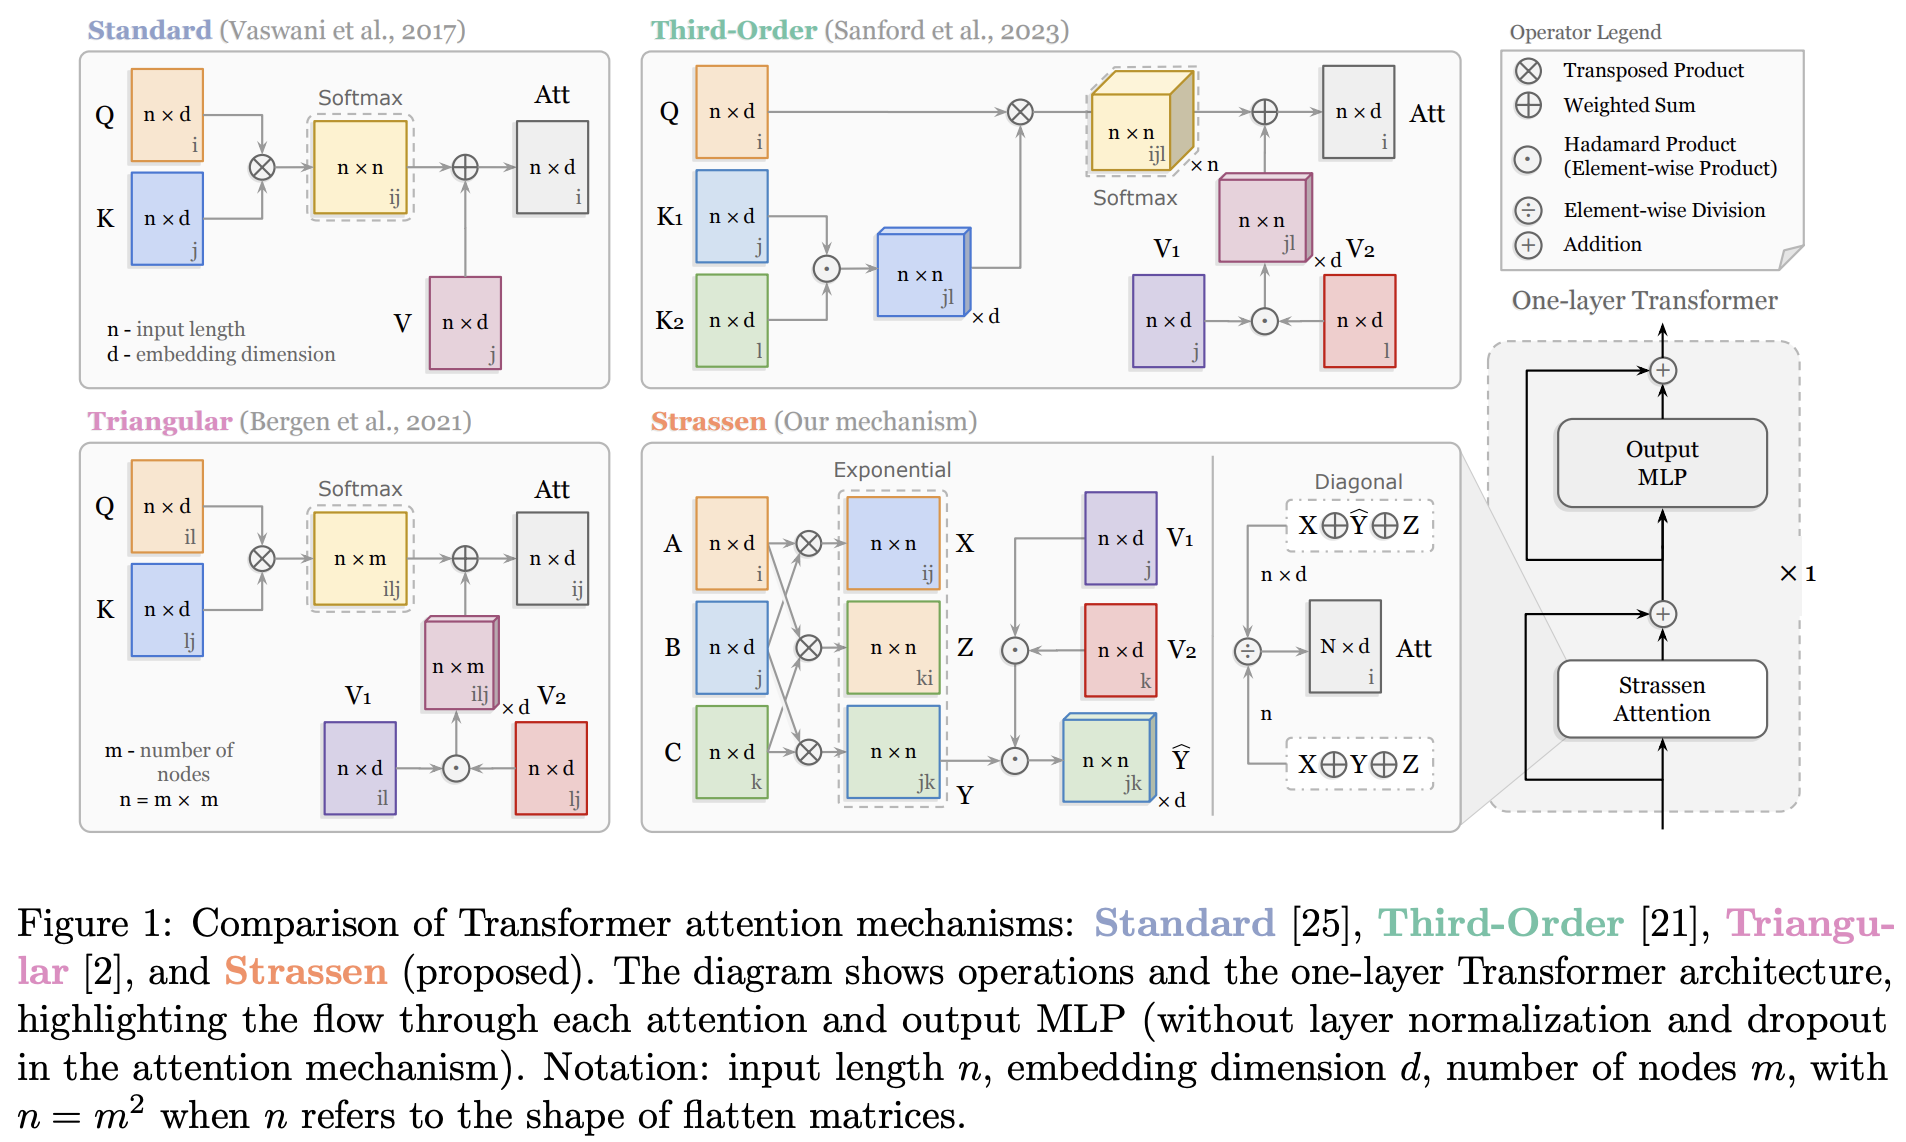 Standard (Vaswani et al., 2017)
Q
n × d
i
K
n × d
j
Softmax
n × n
ij
Att
n × d
i
V
n × d
j
n - input length
d - embedding dimension
Third-Order (Sanford et al., 2023)
Q
n × d
i
K1
n × d
j
K2
n × d
l
n × n
jl
× d
n × n
ijl
× n
Softmax
n × d
i
Att
n × n
jl
× d
V1
n × d
j
V2
n × d
l
Operator Legend
Transposed Product
Weighted Sum
Hadamard Product
(Element-wise Product)
Element-wise Division
Addition
Triangular (Bergen et al., 2021)
Q
n × d
il
K
n × d
lj
Softmax
n × m
ilj
Att
n × d
ij
n × m
ilj
× d
V1
n × d
il
V2
n × d
lj
m - number of
nodes
n = m × m
Strassen (Our mechanism)
A
n × d
i
B
n × d
j
C
n × d
k
Exponential
n × n
ij
X
n × n
ki
Z
n × n
jk
Y
n × d
j
V1
n × d
k
V2
n × n
jk
Ŷ
× d
Diagonal
X ⊕ Ŷ ⊕ Z
n × d
÷
N × d
i
Att
n
X ⊕ Y ⊕ Z
One-layer Transformer
Output
MLP
× 1
Strassen
Attention
Figure 1: Comparison of Transformer attention mechanisms: Standard [25], Third-Order [21], Triangu-
lar [2], and Strassen (proposed). The diagram shows operations and the one-layer Transformer architecture,
highlighting the flow through each attention and output MLP (without layer normalization and dropout
in the attention mechanism). Notation: input length n, embedding dimension d, number of nodes m, with
n = m² when n refers to the shape of flatten matrices.